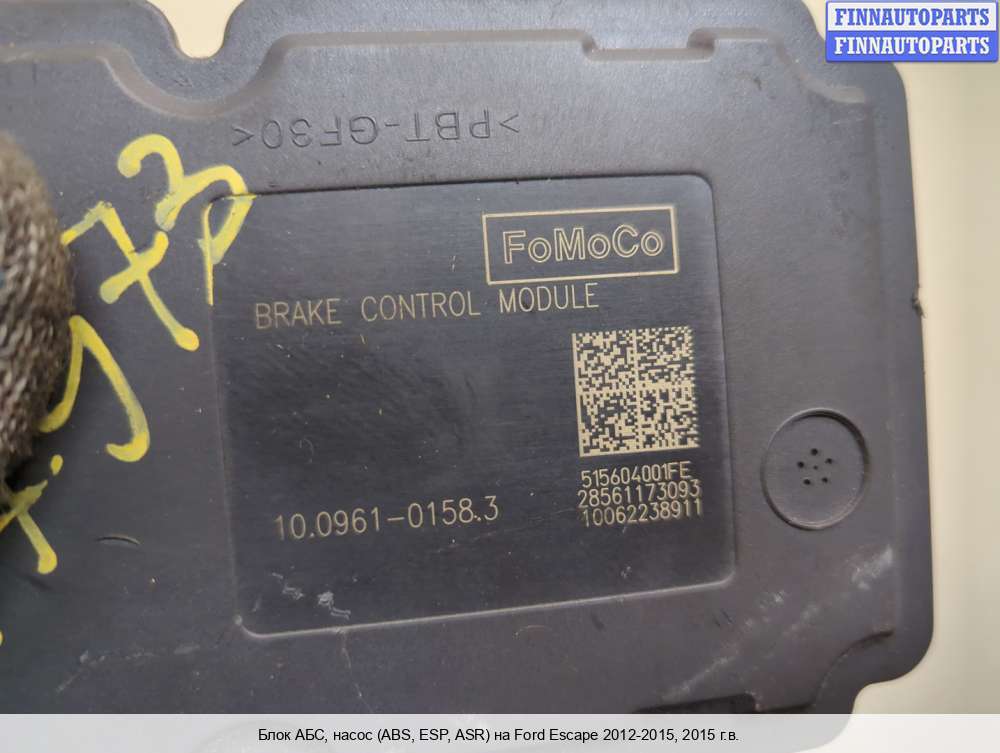 FINNAUTOPARTS
FINNAUTOPARTS
>PBT-GF30<
FoMoCo
BRAKE CONTROL MODULE
515604001FE
28561173093
10062238911
10.0961-0158.3
Блок АБС, насос (ABS, ESP, ASR) на Ford Escape 2012-2015, 2015 г.в.